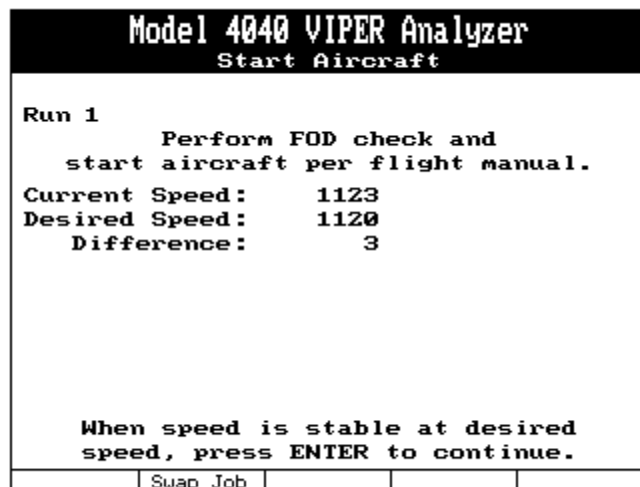 Model 4040 VIPER Analyzer
Start Aircraft
Run 1
Perform FOD check and
start aircraft per flight manual.
Current Speed: 1123
Desired Speed: 1120
Difference: 3
When speed is stable at desired
speed, press ENTER to continue.
Swap Job